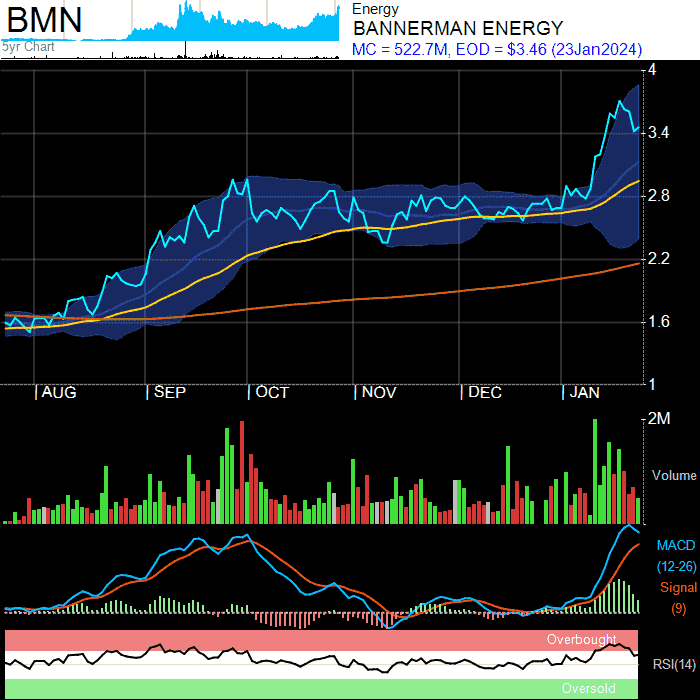 BMN
5yr Chart
Energy
BANNERMAN ENERGY
MC = 522.7M, EOD = $3.46 (23Jan2024)
4
3.4
2.8
2.2
1.6
1
AUG
SEP
OCT
NOV
DEC
JAN
2M
Volume
MACD
(12-26)
Signal
(9)
Overbought
RSI(14)
Oversold